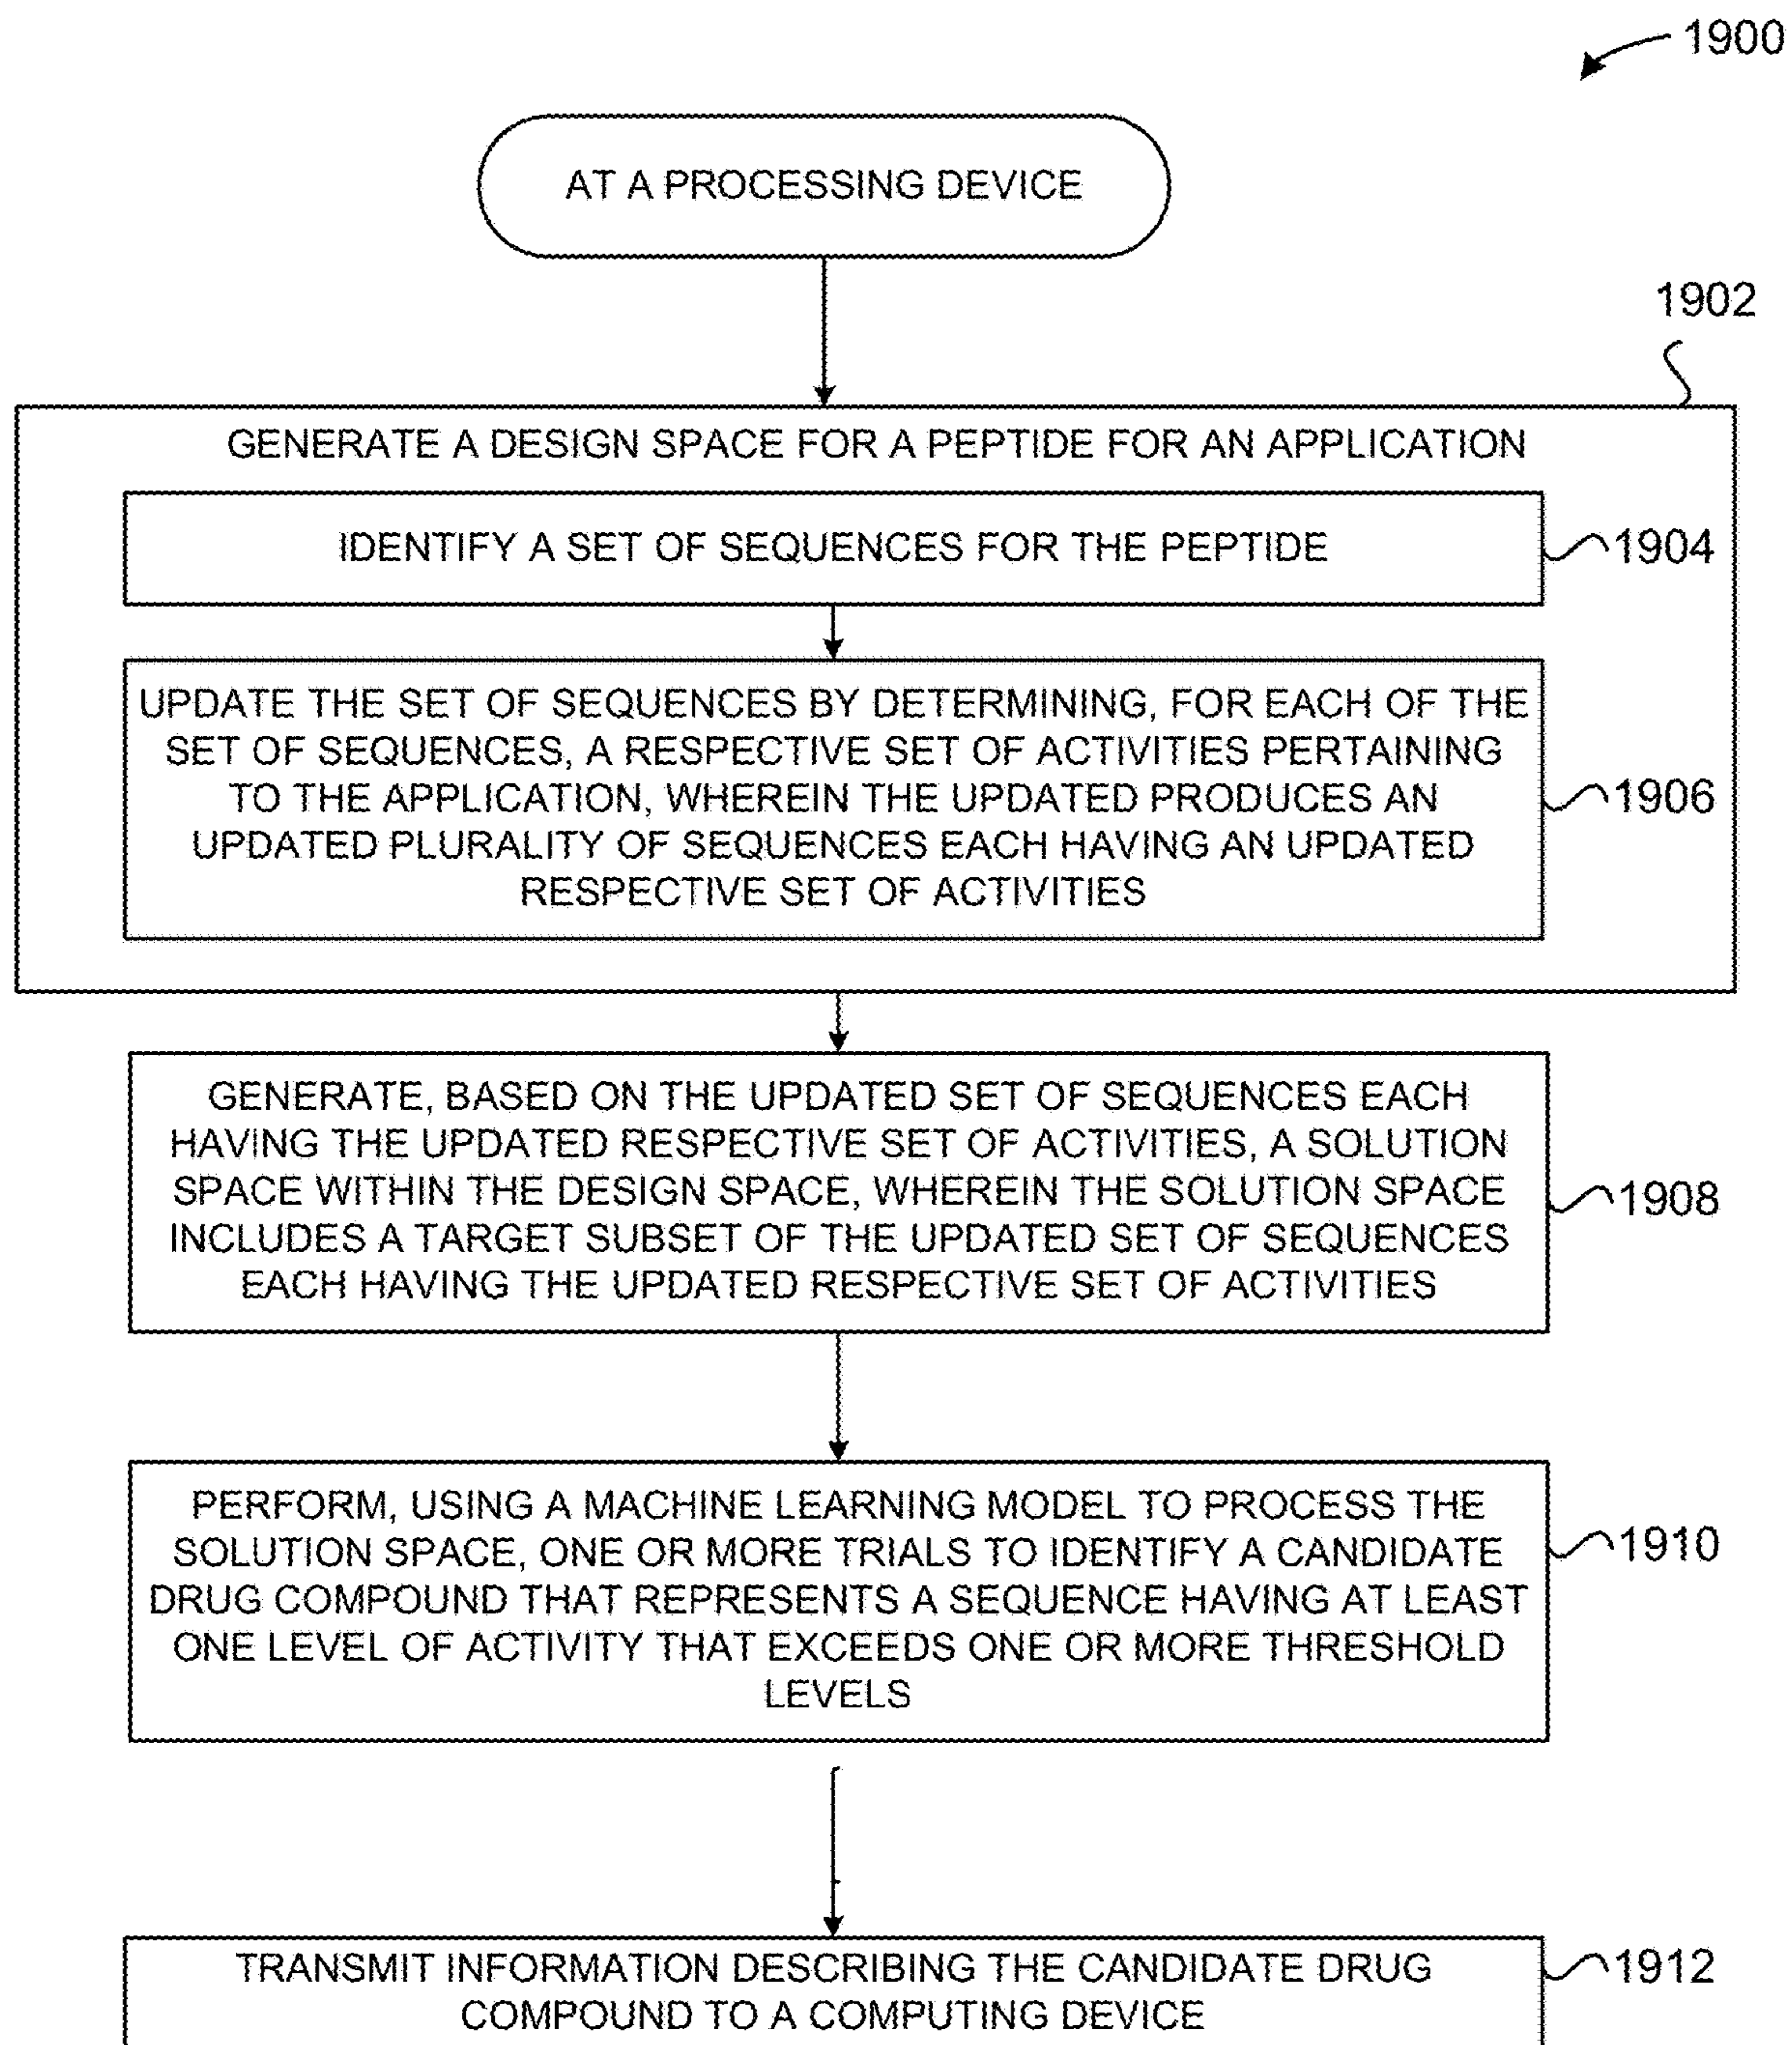 1900
AT A PROCESSING DEVICE
1902
GENERATE A DESIGN SPACE FOR A PEPTIDE FOR AN APPLICATION
IDENTIFY A SET OF SEQUENCES FOR THE PEPTIDE
1904
UPDATE THE SET OF SEQUENCES BY DETERMINING, FOR EACH OF THE
SET OF SEQUENCES, A RESPECTIVE SET OF ACTIVITIES PERTAINING
TO THE APPLICATION, WHEREIN THE UPDATED PRODUCES AN
UPDATED PLURALITY OF SEQUENCES EACH HAVING AN UPDATED
RESPECTIVE SET OF ACTIVITIES
1906
GENERATE, BASED ON THE UPDATED SET OF SEQUENCES EACH
HAVING THE UPDATED RESPECTIVE SET OF ACTIVITIES, A SOLUTION
SPACE WITHIN THE DESIGN SPACE, WHEREIN THE SOLUTION SPACE
INCLUDES A TARGET SUBSET OF THE UPDATED SET OF SEQUENCES
EACH HAVING THE UPDATED RESPECTIVE SET OF ACTIVITIES
1908
PERFORM, USING A MACHINE LEARNING MODEL TO PROCESS THE
SOLUTION SPACE, ONE OR MORE TRIALS TO IDENTIFY A CANDIDATE
DRUG COMPOUND THAT REPRESENTS A SEQUENCE HAVING AT LEAST
ONE LEVEL OF ACTIVITY THAT EXCEEDS ONE OR MORE THRESHOLD
LEVELS
1910
TRANSMIT INFORMATION DESCRIBING THE CANDIDATE DRUG
COMPOUND TO A COMPUTING DEVICE
1912